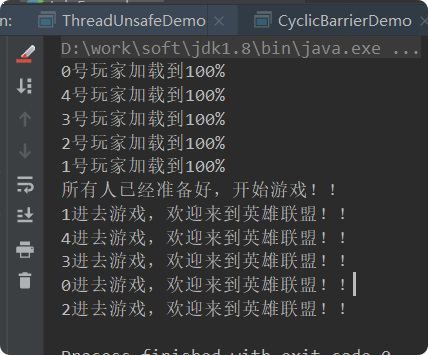 n: ThreadUnsafeDemo × CyclicBarrierDemo
D:\work\soft\jdk1.8\bin\java.exe ...
0号玩家加载到100%
4号玩家加载到100%
3号玩家加载到100%
2号玩家加载到100%
1号玩家加载到100%
所有人已经准备好，开始游戏！！
1进去游戏，欢迎来到英雄联盟！！
4进去游戏，欢迎来到英雄联盟！！
3进去游戏，欢迎来到英雄联盟！！
0进去游戏，欢迎来到英雄联盟！！
2进去游戏，欢迎来到英雄联盟！！
Process finished with exit code 0